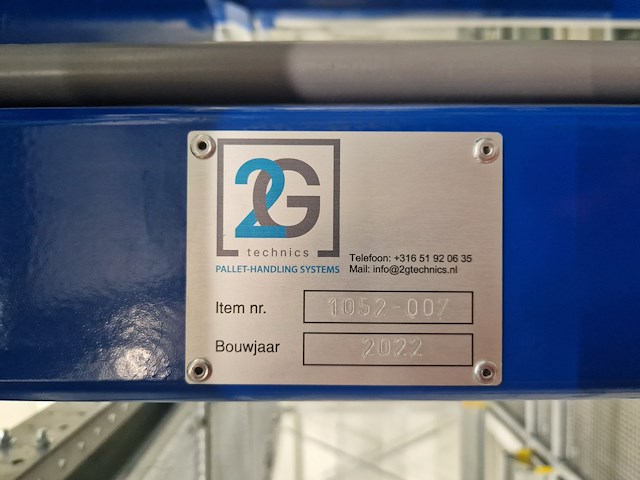 2G
technics
PALLET-HANDLING SYSTEMS
Telefoon: +316 51 92 06 35
Mail: info@2gtechnics.nl
Item nr. 1052-007
Bouwjaar 2022